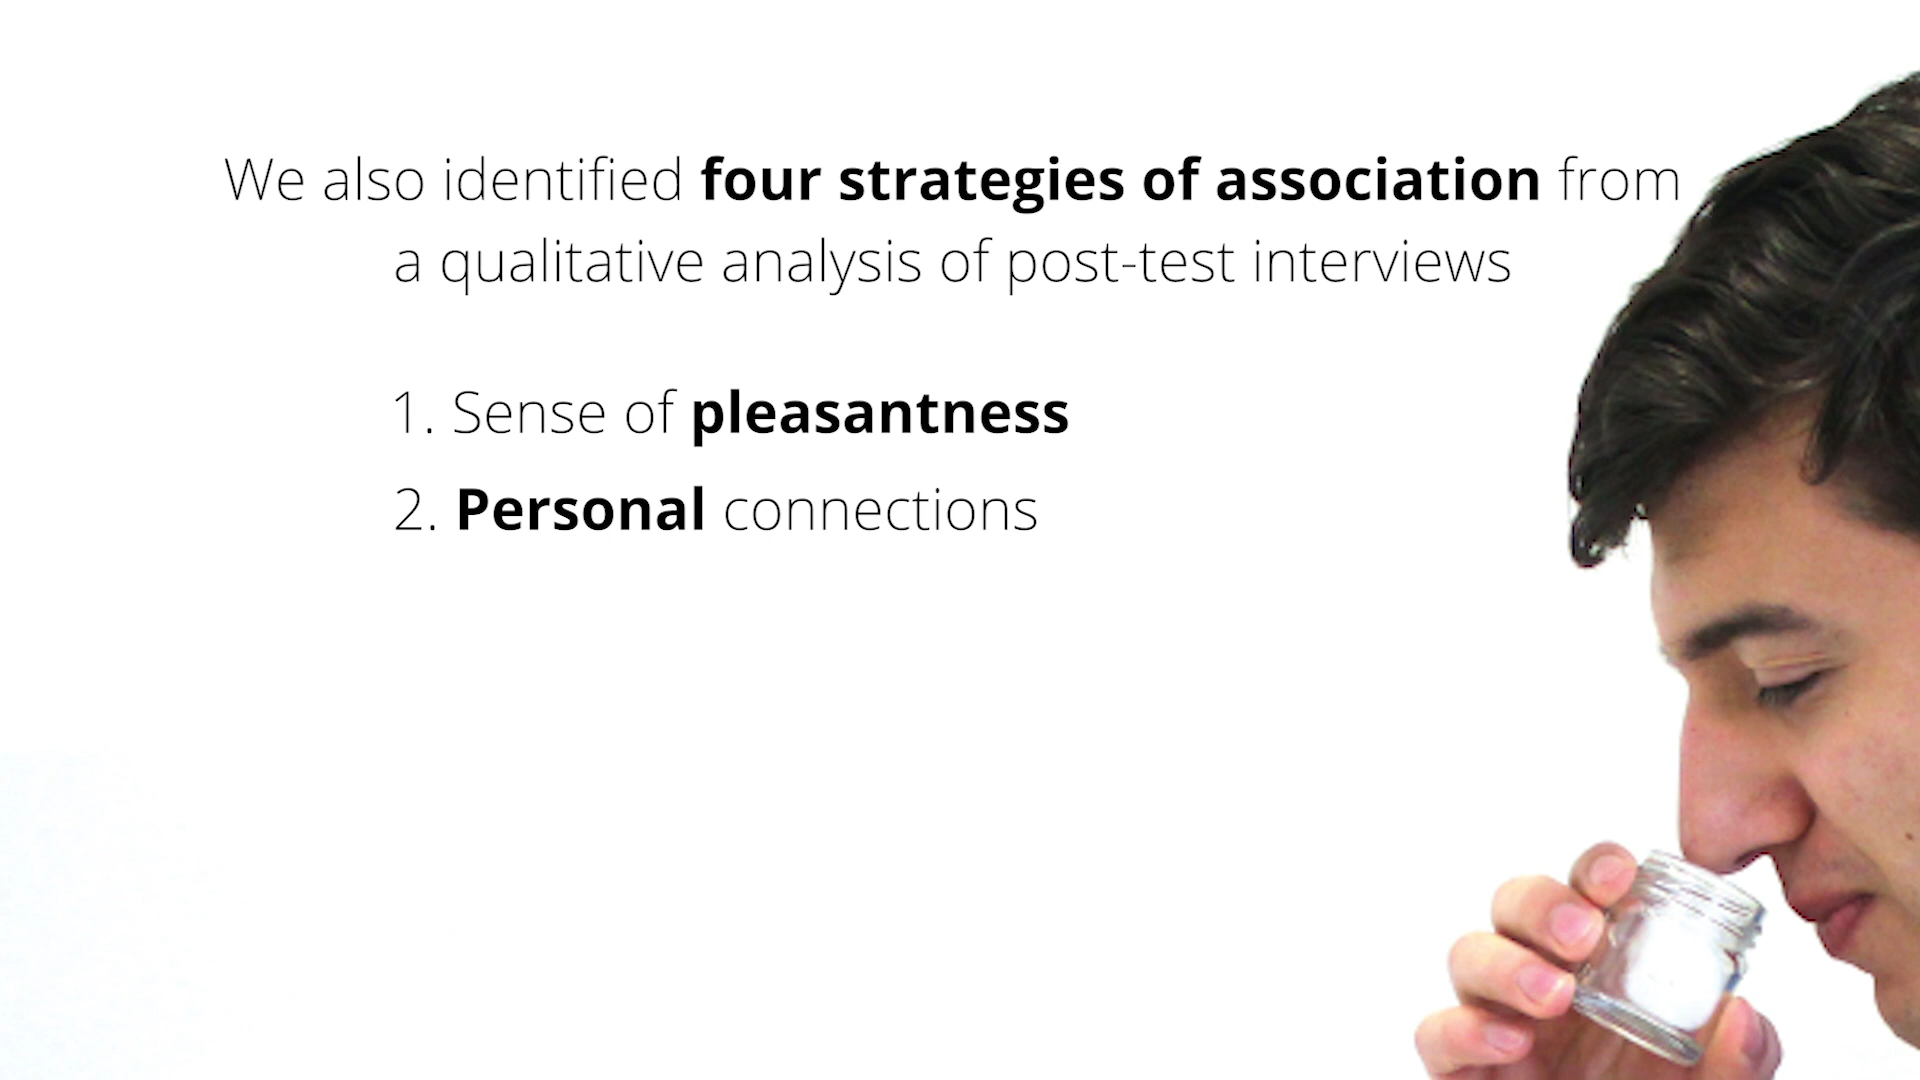 We also identified four strategies of association from
a qualitative analysis of post-test interviews
1. Sense of pleasantness
2. Personal connections